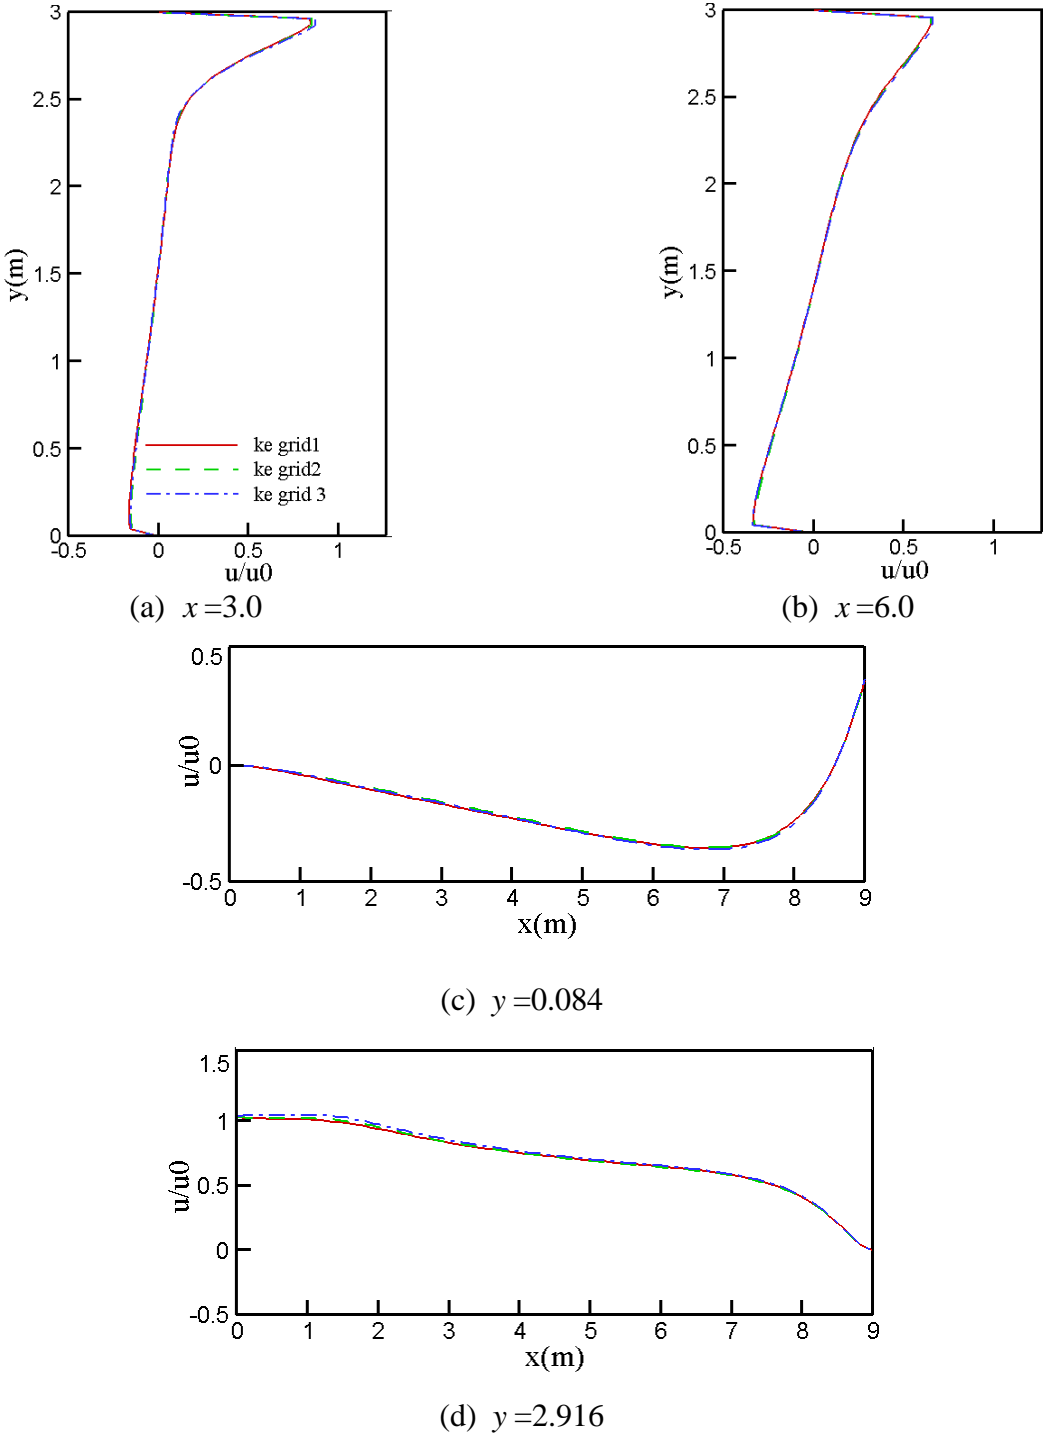 3
2.5
2
1.5
1
0.5
0
y(m)
ke grid1
ke grid2
ke grid 3
-0.5 0 0.5 1
u/u0
(a) x =3.0
3
2.5
2
1.5
1
0.5
0
y(m)
-0.5 0 0.5 1
u/u0
(b) x =6.0
0.5
0
-0.5
u/u0
0 1 2 3 4 5 6 7 8 9
x(m)
(c) y =0.084
1.5
1
0.5
0
-0.5
u/u0
0 1 2 3 4 5 6 7 8 9
x(m)
(d) y =2.916